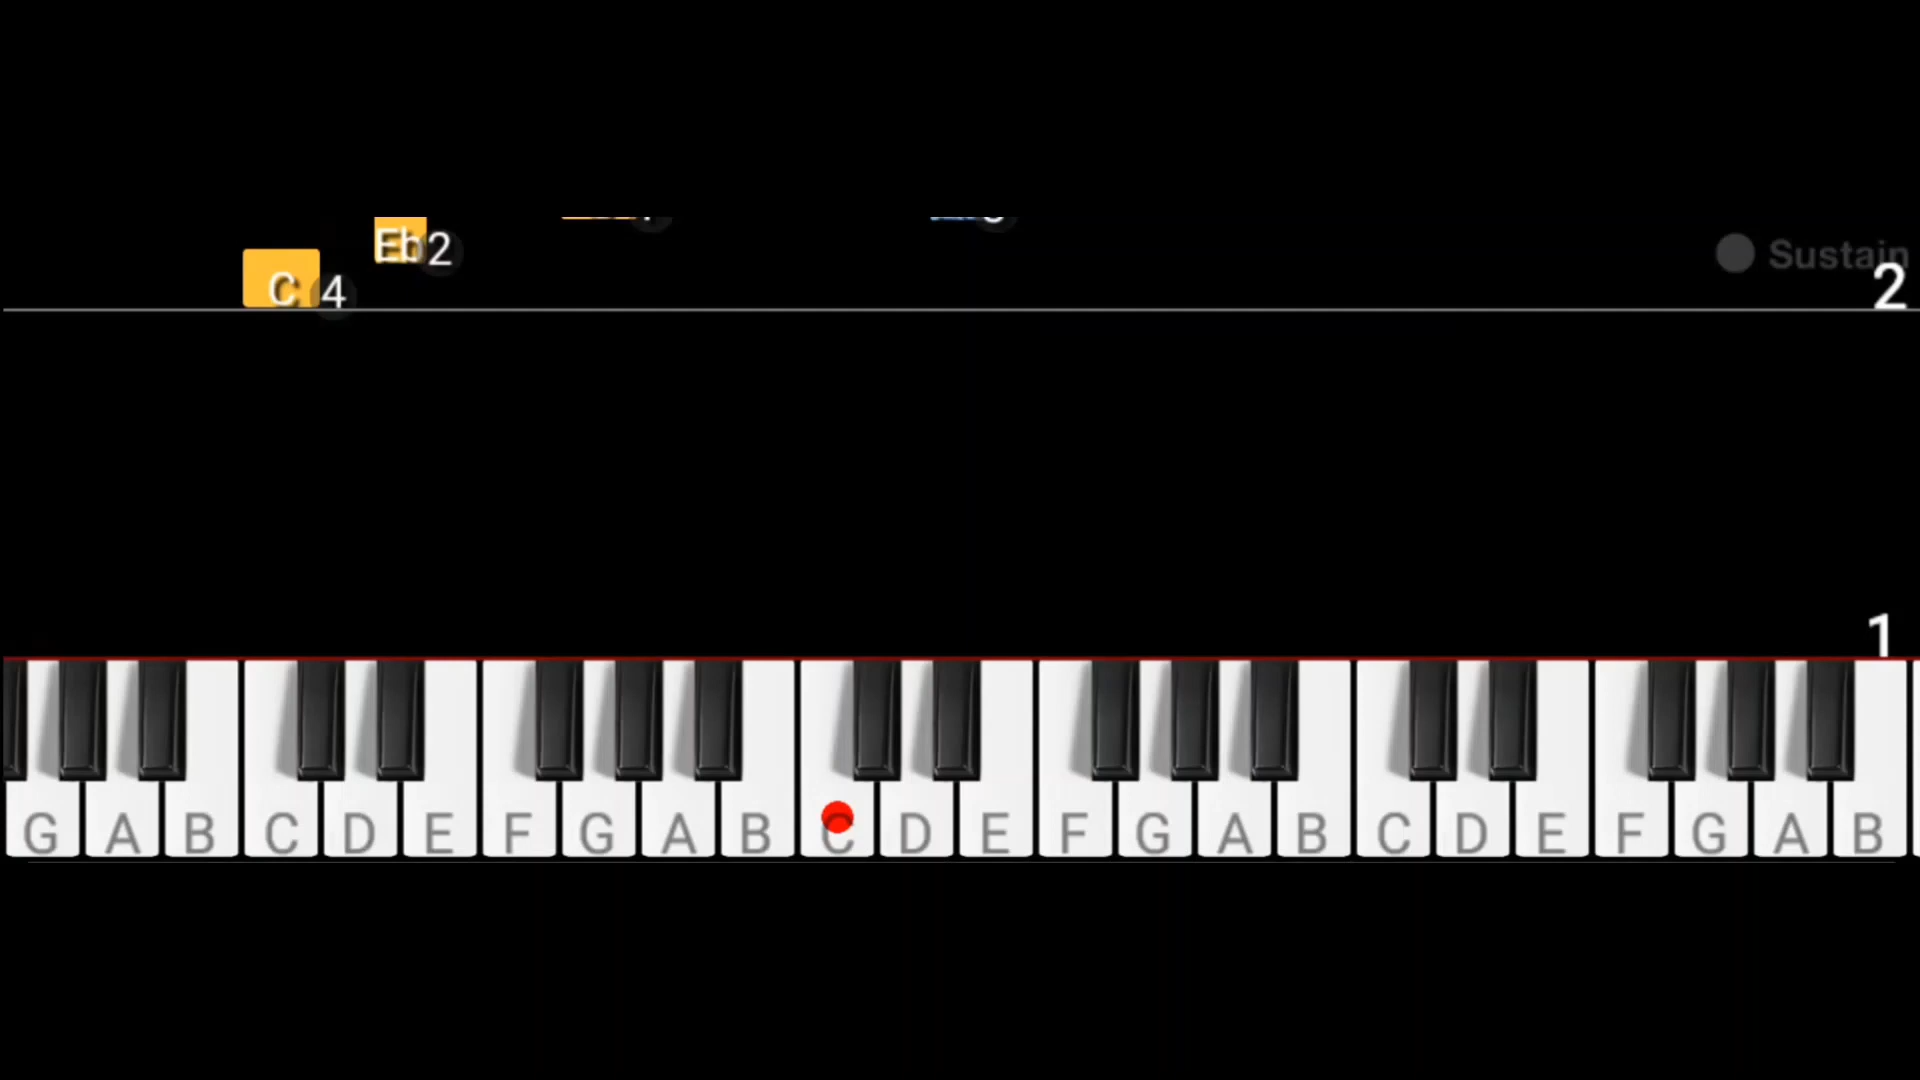 Eb 2
Sustain
C 4
2
1
G A B C D E F G A B C D E F G A B C D E F G A B